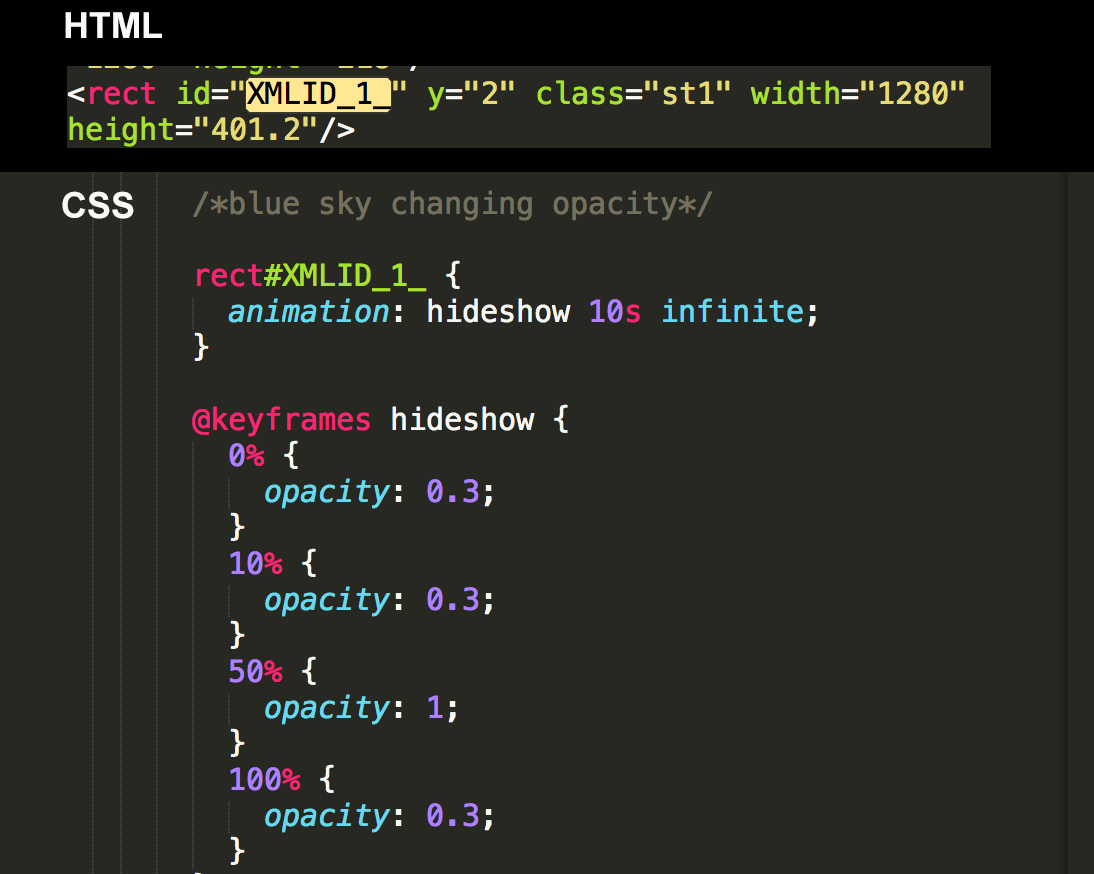 HTML
<rect id="XMLID_1_" y="2" class="st1" width="1280"
height="401.2"/>
CSS
/*blue sky changing opacity*/
rect#XMLID_1_ {
animation: hideshow 10s infinite;
}
@keyframes hideshow {
0% {
opacity: 0.3;
}
10% {
opacity: 0.3;
}
50% {
opacity: 1;
}
100% {
opacity: 0.3;
}